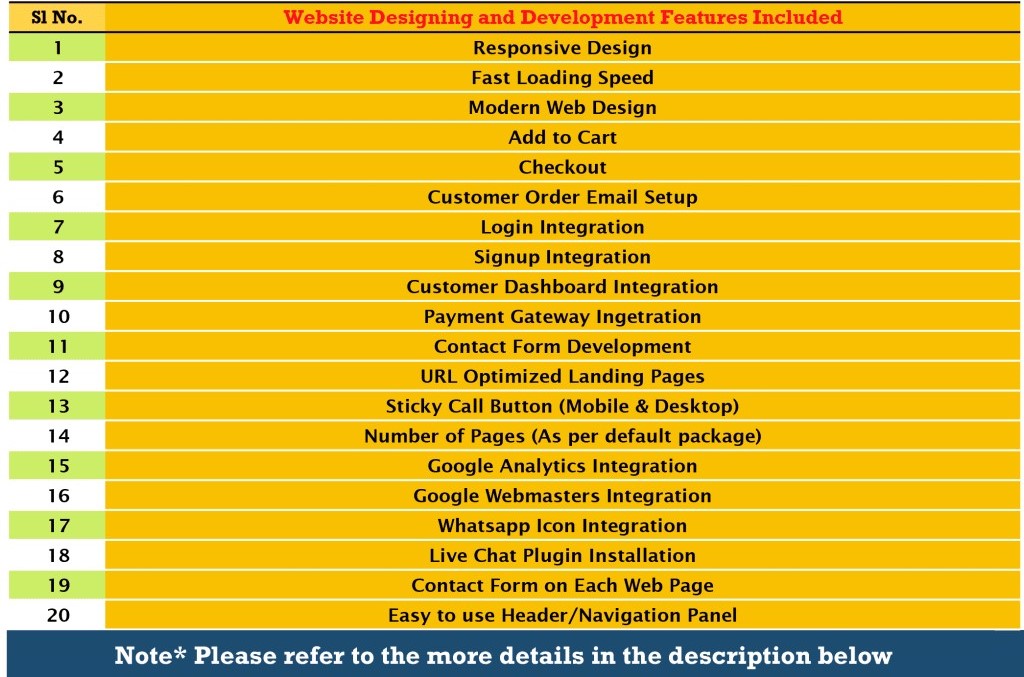 Sl No. Website Designing and Development Features Included
1 Responsive Design
2 Fast Loading Speed
3 Modern Web Design
4 Add to Cart
5 Checkout
6 Customer Order Email Setup
7 Login Integration
8 Signup Integration
9 Customer Dashboard Integration
10 Payment Gateway Ingetration
11 Contact Form Development
12 URL Optimized Landing Pages
13 Sticky Call Button (Mobile & Desktop)
14 Number of Pages (As per default package)
15 Google Analytics Integration
16 Google Webmasters Integration
17 Whatsapp Icon Integration
18 Live Chat Plugin Installation
19 Contact Form on Each Web Page
20 Easy to use Header/Navigation Panel
Note* Please refer to the more details in the description below